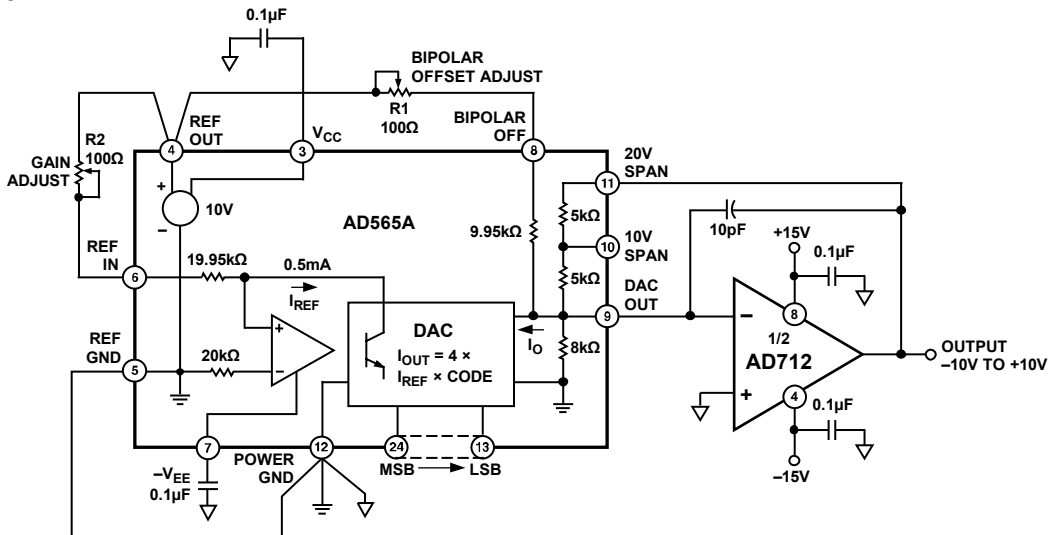 0.1µF
BIPOLAR
OFFSET ADJUST
R1
100Ω
REF
OUT
VCC
BIPOLAR
OFF
R2
100Ω
GAIN
ADJUST
4
3
8
20V
SPAN
11
+
10V
–
AD565A
9.95kΩ
5kΩ
10
10V
SPAN
5kΩ
10pF
+15V
0.1µF
REF
IN
6
19.95kΩ
0.5mA
IREF
DAC
OUT
9
DAC
IOUT = 4 ×
IREF × CODE
IO
8kΩ
+
–
REF
GND
5
20kΩ
–
8
1/2
AD712
+
4
OUTPUT
–10V TO +10V
0.1µF
–15V
7
12
24
13
–VEE
0.1µF
POWER
GND
MSB
LSB